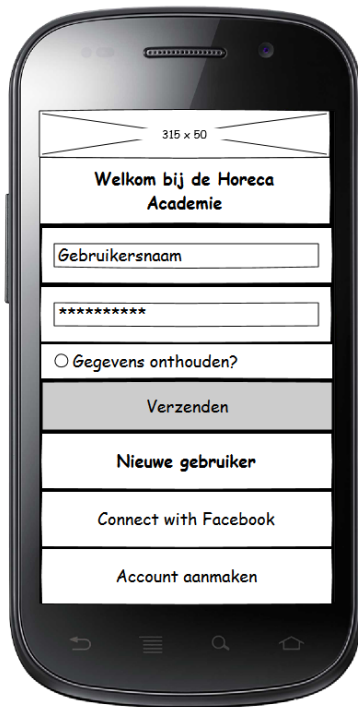 315 x 50
Welkom bij de Horeca
Academie
Gebruikersnaam
**********
Gegevens onthouden?
Verzenden
Nieuwe gebruiker
Connect with Facebook
Account aanmaken